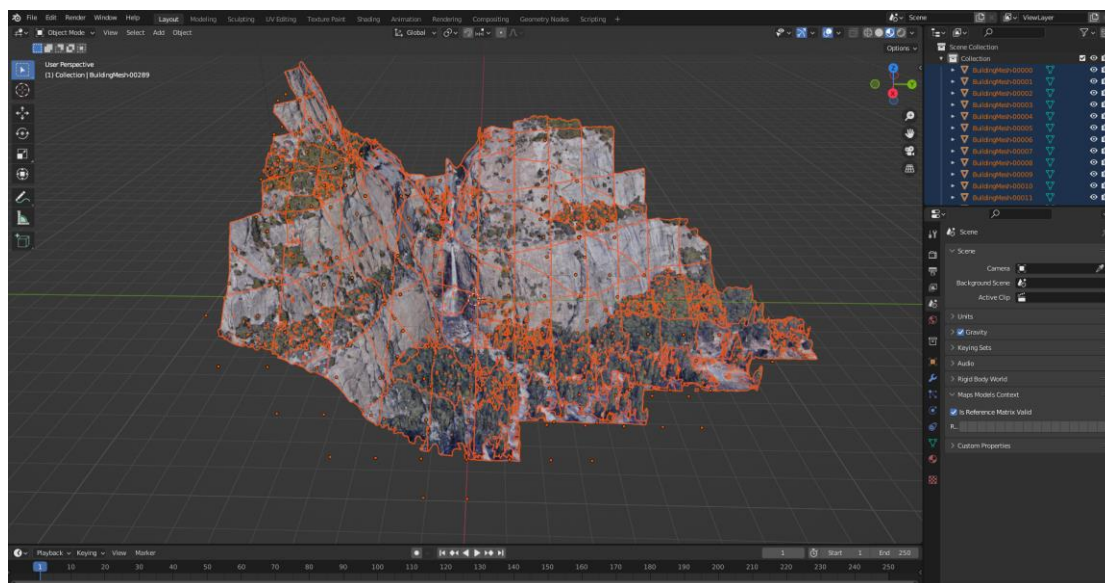 File Edit Render Window Help Layout Modeling Sculpting UV Editing Texture Paint Shading Animation Rendering Compositing Geometry Nodes Scripting + Scene ViewLayer
Object Mode View Select Add Object Global
Options
User Perspective
(1) Collection | BuildingMesh-00289
Z
Y
X
Scene Collection
Collection
BuildingMesh-00000
BuildingMesh-00001
BuildingMesh-00002
BuildingMesh-00003
BuildingMesh-00004
BuildingMesh-00005
BuildingMesh-00006
BuildingMesh-00007
BuildingMesh-00008
BuildingMesh-00009
BuildingMesh-00010
BuildingMesh-00011
Scene
Scene
Camera
Background Scene
Active Clip
Units
Gravity
Keying Sets
Audio
Rigid Body World
Maps Models Context
Is Reference Matrix Valid
R..
Custom Properties
Playback Keying View Marker 1 Start 1 End 250
1 10 20 30 40 50 60 70 80 90 100 110 120 130 140 150 160 170 180 190 200 210 220 230 240 250